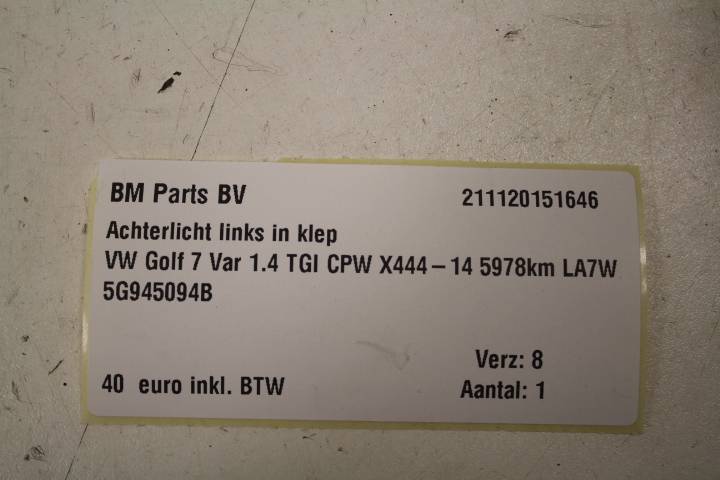 BM Parts BV 211120151646
Achterlicht links in klep
VW Golf 7 Var 1.4 TGI CPW X444-14 5978km LA7W
5G945094B
Verz: 8
40 euro inkl. BTW Aantal: 1